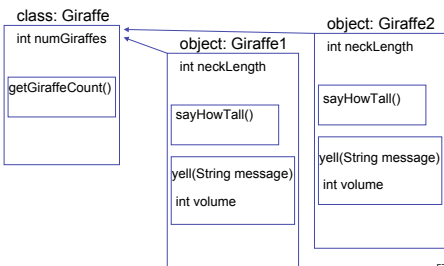 class: Giraffe
int numGiraffes
getGiraffeCount()
object: Giraffe1
int neckLength
sayHowTall()
yell(String message)
int volume
object: Giraffe2
int neckLength
sayHowTall()
yell(String message)
int volume